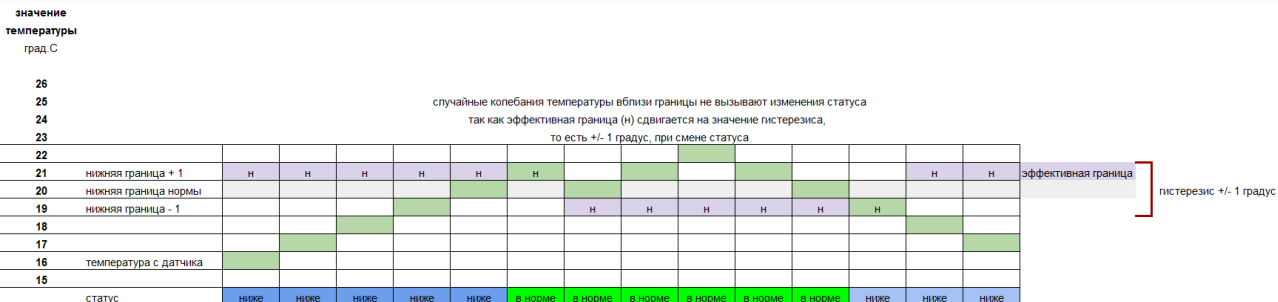 значение
температуры
град.С
26
25 случайные колебания температуры вблизи границы не вызывают изменения статуса
24 так как эффективная граница (н) сдвигается на значение гистерезиса,
23 то есть +/- 1 градус, при смене статуса
22
21 нижняя граница + 1 н н н н н н н н эффективная граница
гистерезис +/- 1 градус
20 нижняя граница нормы
19 нижняя граница - 1 н н н н н н
18
17
16 температура с датчика
15
статус ниже ниже ниже ниже ниже в норме в норме в норме в норме в норме в норме ниже ниже ниже